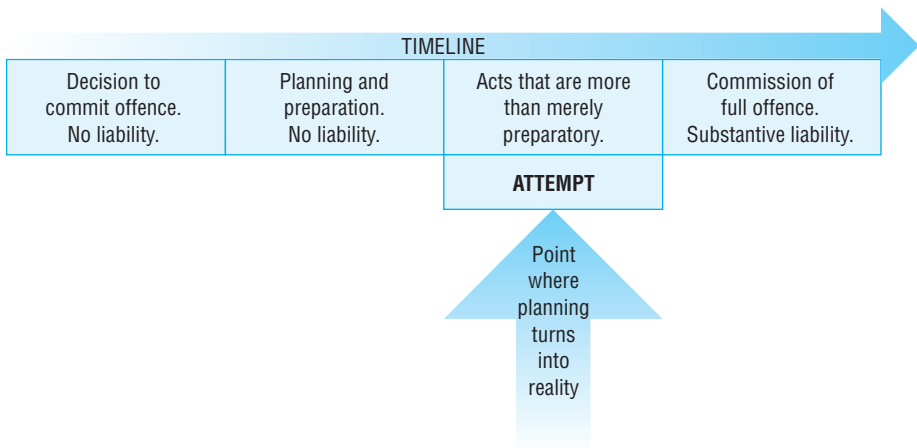 TIMELINE
Decision to
commit offence.
No liability.
Planning and
preparation.
No liability.
Acts that are more
than merely
preparatory.
Commission of
full offence.
Substantive liability.
ATTEMPT
Point
where
planning
turns
into
reality